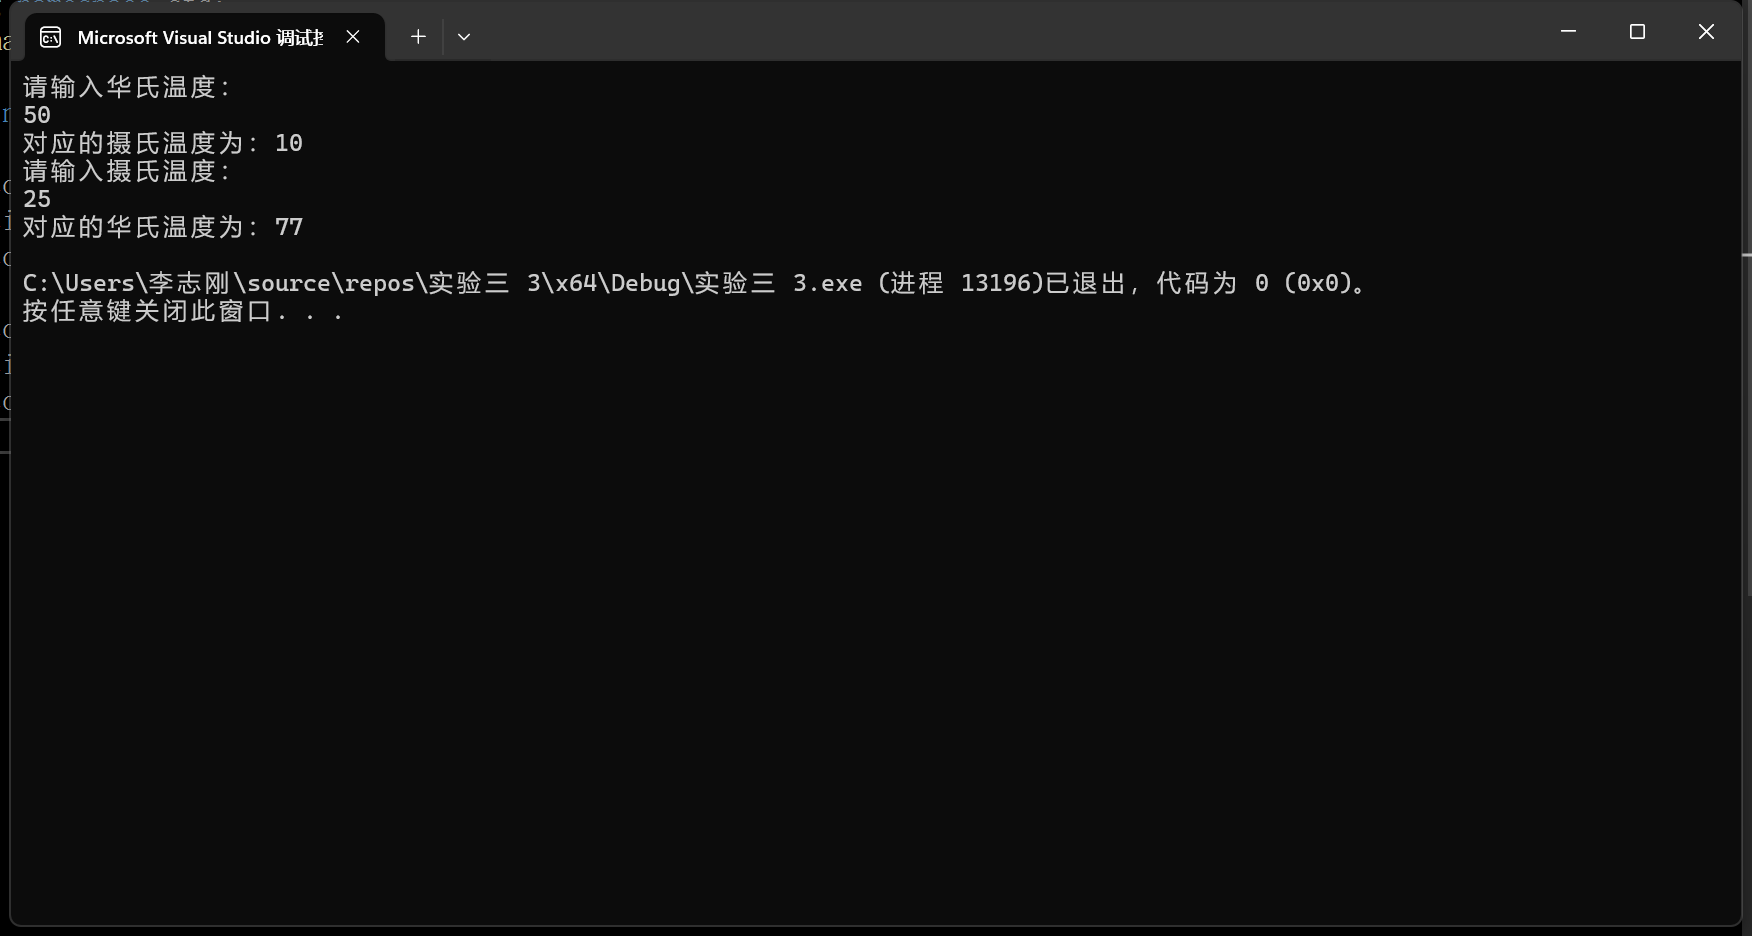 Microsoft Visual Studio 调试
请输入华氏温度：
50
对应的摄氏温度为：10
请输入摄氏温度：
25
对应的华氏温度为：77
C:\Users\李志刚\source\repos\实验三 3\x64\Debug\实验三 3.exe (进程 13196)已退出，代码为 0 (0x0)。
按任意键关闭此窗口. . .